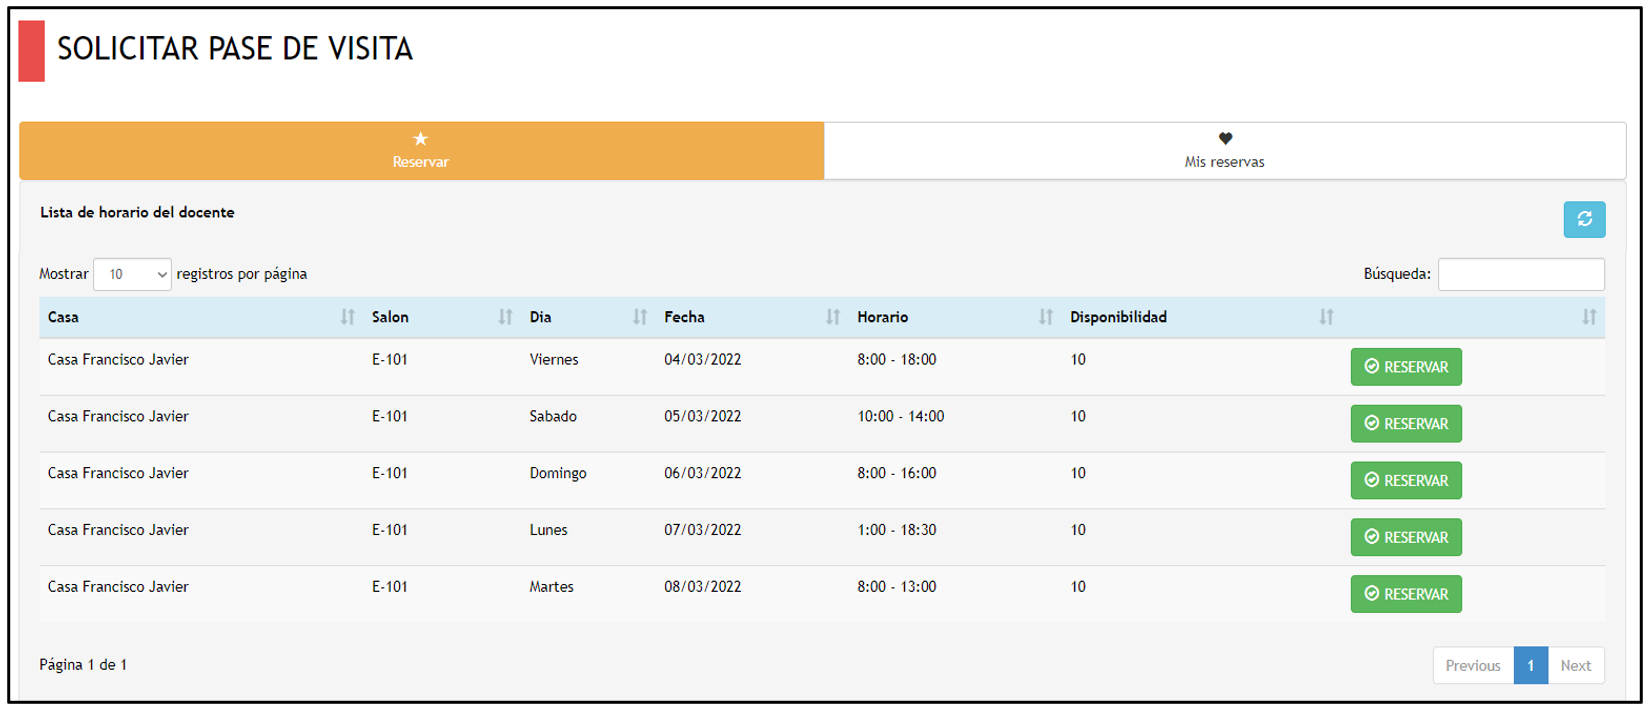 SOLICITAR PASE DE VISITA
Reservar
Mis reservas
Lista de horario del docente
Mostrar 10 registros por página
Búsqueda:
Casa Salon Dia Fecha Horario Disponibilidad
Casa Francisco Javier E-101 Viernes 04/03/2022 8:00 - 18:00 10 RESERVAR
Casa Francisco Javier E-101 Sabado 05/03/2022 10:00 - 14:00 10 RESERVAR
Casa Francisco Javier E-101 Domingo 06/03/2022 8:00 - 16:00 10 RESERVAR
Casa Francisco Javier E-101 Lunes 07/03/2022 1:00 - 18:30 10 RESERVAR
Casa Francisco Javier E-101 Martes 08/03/2022 8:00 - 13:00 10 RESERVAR
Página 1 de 1
Previous 1 Next